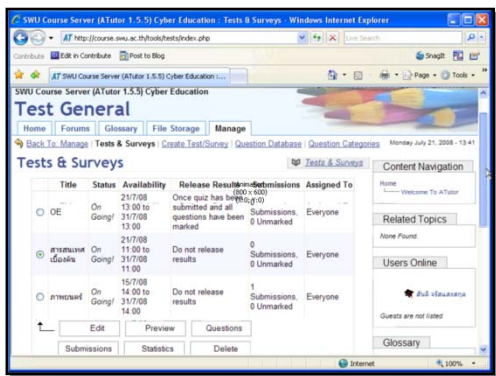 SWU Course Server (ATutor 1.5.5) Cyber Education : Tests & Surveys - Windows Internet Explorer
http://course.swu.ac.th/tools/tests/index.php
Live Search
Contribute Edit in Contribute Post to Blog
SnagIt
SWU Course Server (ATutor 1.5.5) Cyber Education : ...
Page Tools
SWU Course Server (ATutor 1.5.5) Cyber Education
Test General
Home Forums Glossary File Storage Manage
Back To: Manage | Tests & Surveys | Create Test/Survey | Question Database | Question Categories Monday July 21, 2008 - 13:41
Tests & Surveys
Tests & Surveys
Title Status Availability Release Results Submissions Assigned To
(800 x 600)
OE
On Going!
21/7/08
13:00 to
31/7/08
13:00
Once quiz has been
submitted and all
questions have been
marked
Submissions,
0 Unmarked
Everyone
สารสนเทศ
เบื้องต้น
On Going!
21/7/08
11:00 to
31/7/08
11:00
Do not release
results
0
Submissions,
0 Unmarked
Everyone
ภาพยนตร์
On Going!
15/7/08
14:00 to
31/7/08
14:00
Do not release
results
1
Submissions,
0 Unmarked
Everyone
Edit Preview Questions
Submissions Statistics Delete
Content Navigation
Home
Welcome To ATutor
Related Topics
None Found.
Users Online
Guests are not listed
Glossary
Internet 100%